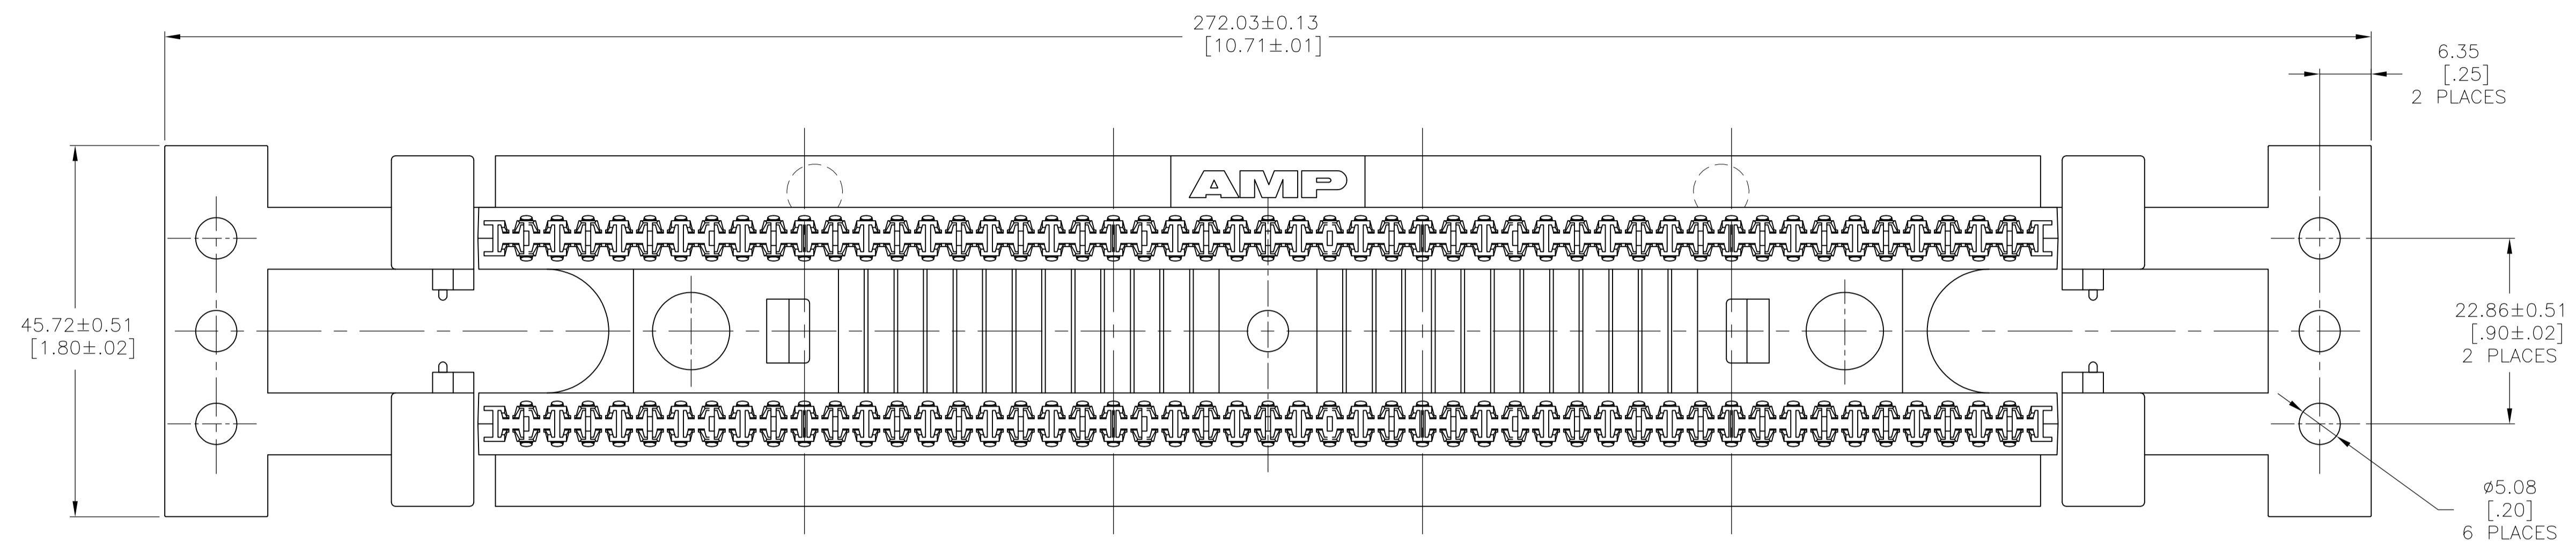 272.03±0.13
[10.71±.01]
6.35
[.25]
2 PLACES
AMP
45.72±0.51
[1.80±.02]
22.86±0.51
[.90±.02]
2 PLACES
⌀5.08
[.20]
6 PLACES